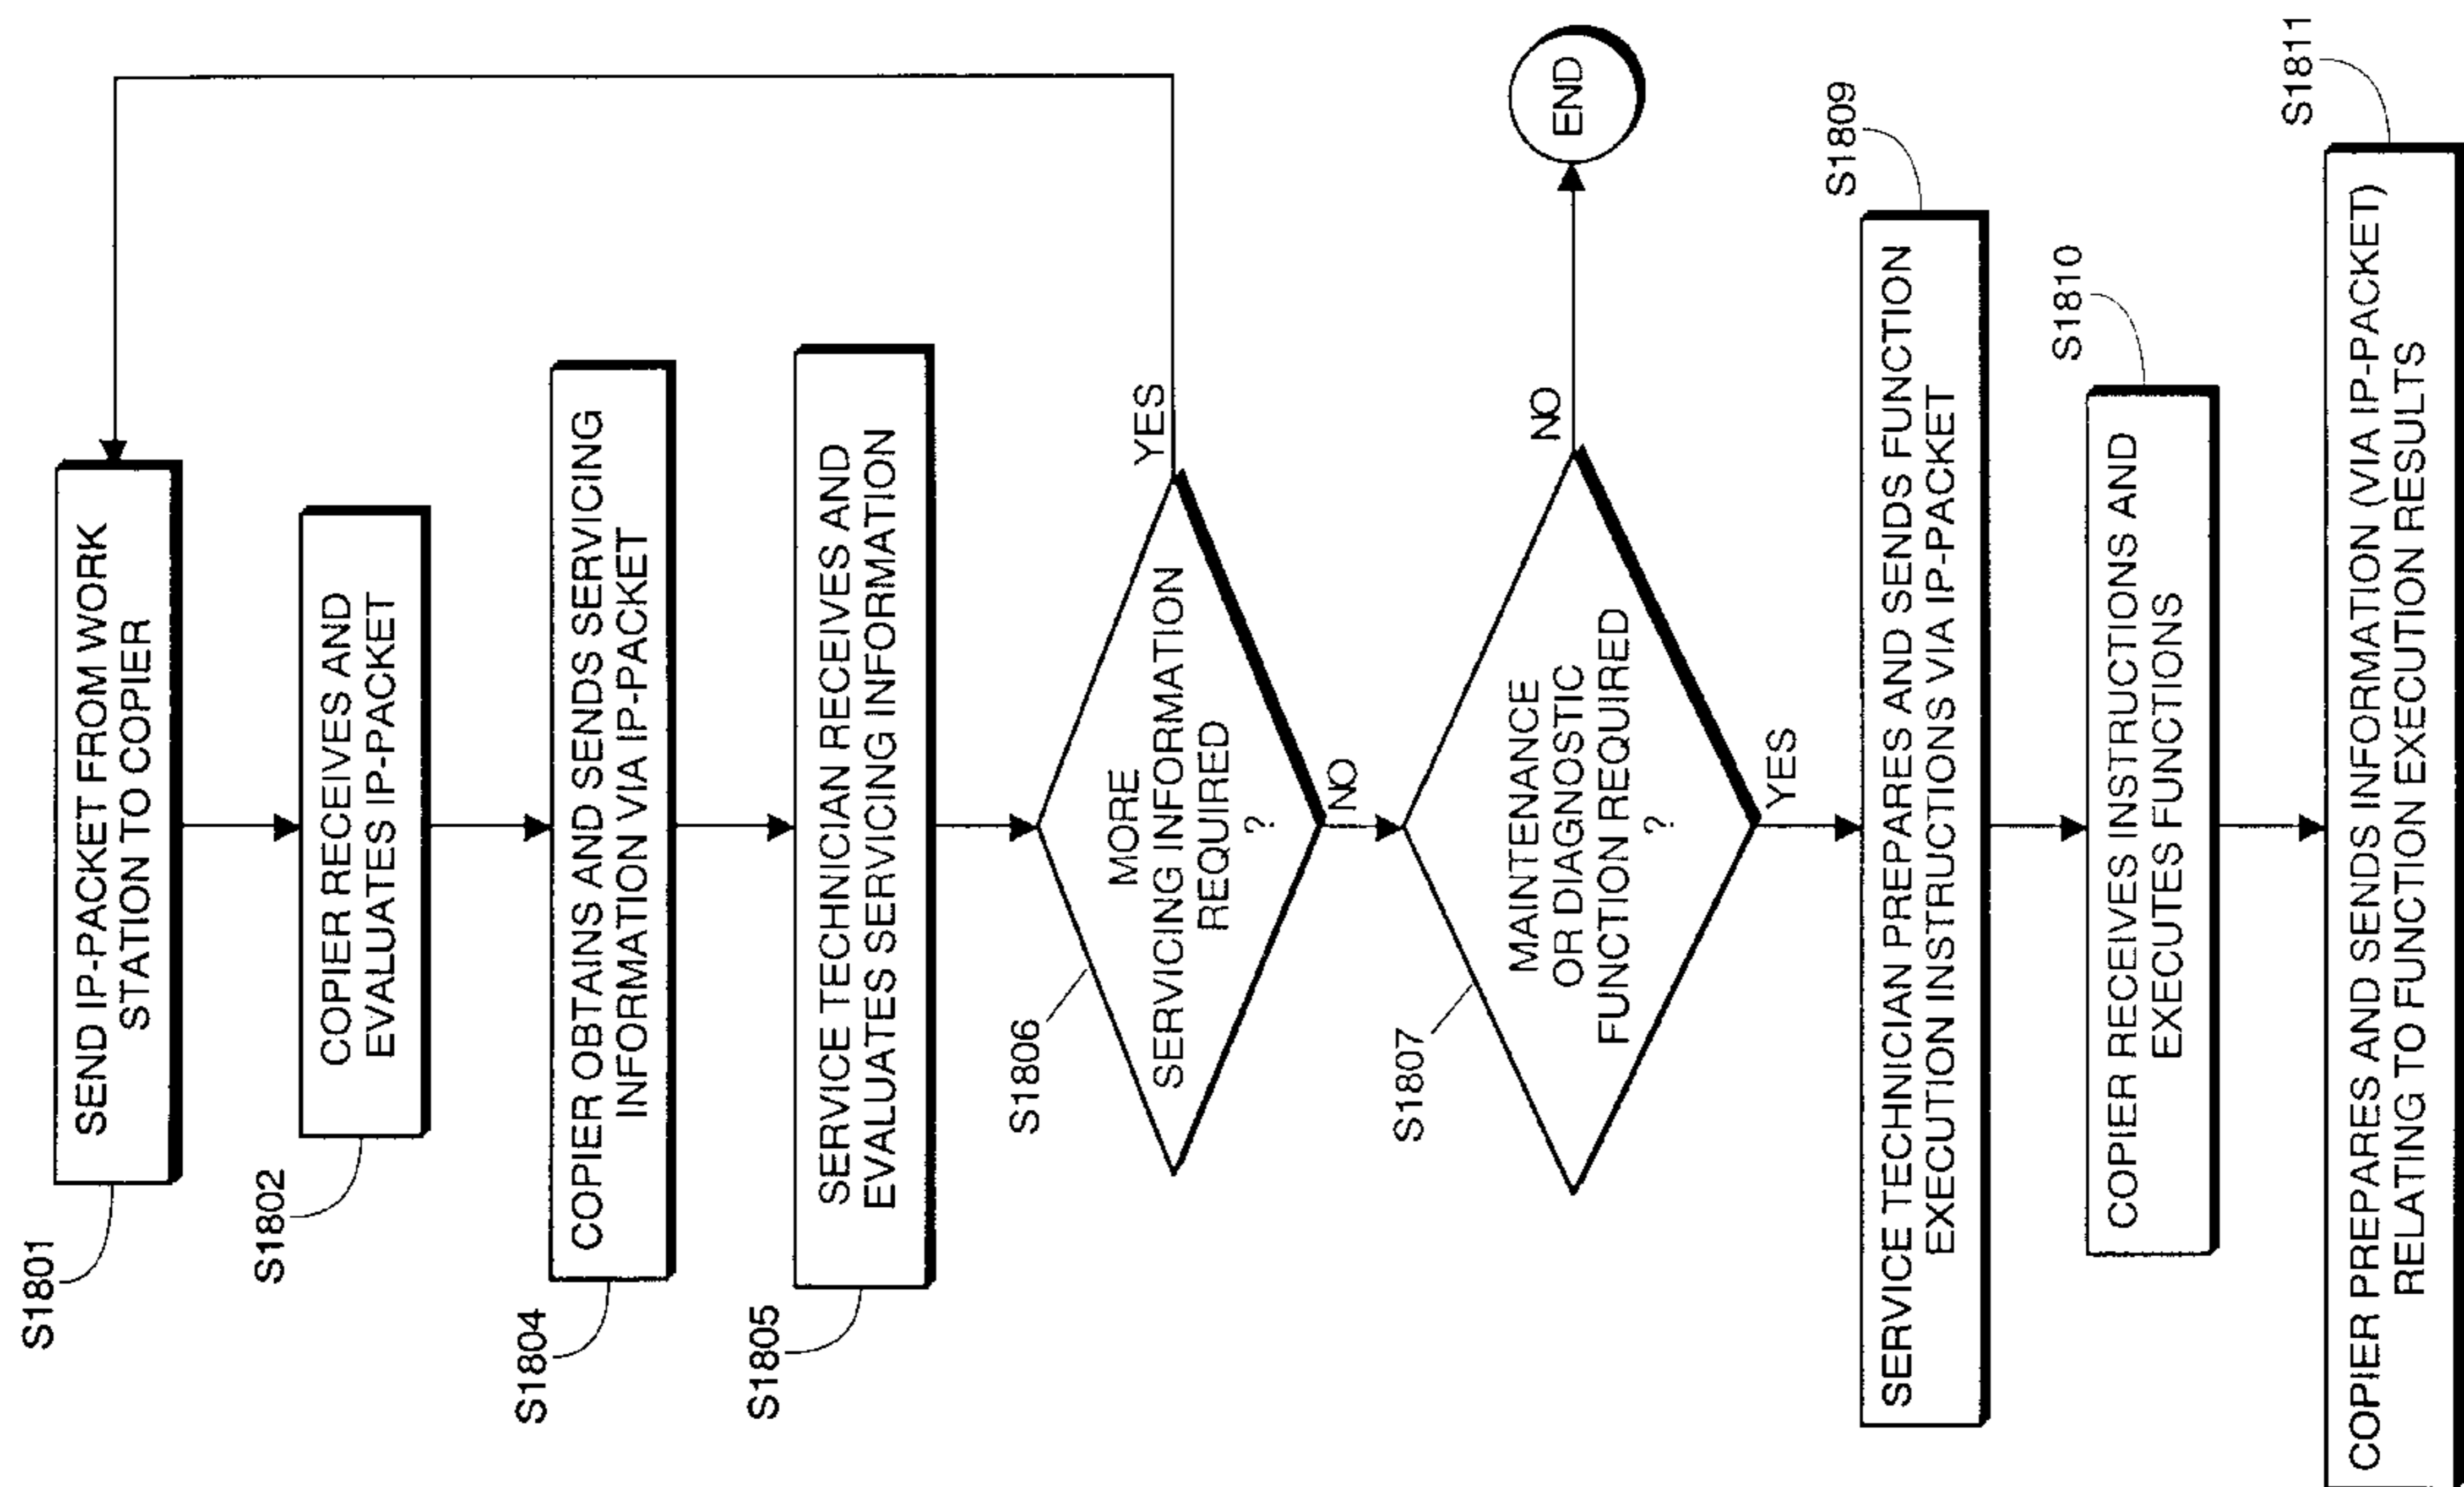 S1801
SEND IP-PACKET FROM WORK
STATION TO COPIER
S1802
COPIER RECEIVES AND
EVALUATES IP-PACKET
S1804
COPIER OBTAINS AND SENDS SERVICING
INFORMATION VIA IP-PACKET
S1805
SERVICE TECHNICIAN RECEIVES AND
EVALUATES SERVICING INFORMATION
S1806
MORE
SERVICING INFORMATION
REQUIRED
?
YES
NO
S1807
MAINTENANCE
OR DIAGNOSTIC
FUNCTION REQUIRED
?
NO
END
YES
S1809
SERVICE TECHNICIAN PREPARES AND SENDS FUNCTION
EXECUTION INSTRUCTIONS VIA IP-PACKET
S1810
COPIER RECEIVES INSTRUCTIONS AND
EXECUTES FUNCTIONS
S1811
COPIER PREPARES AND SENDS INFORMATION (VIA IP-PACKET)
RELATING TO FUNCTION EXECUTION RESULTS